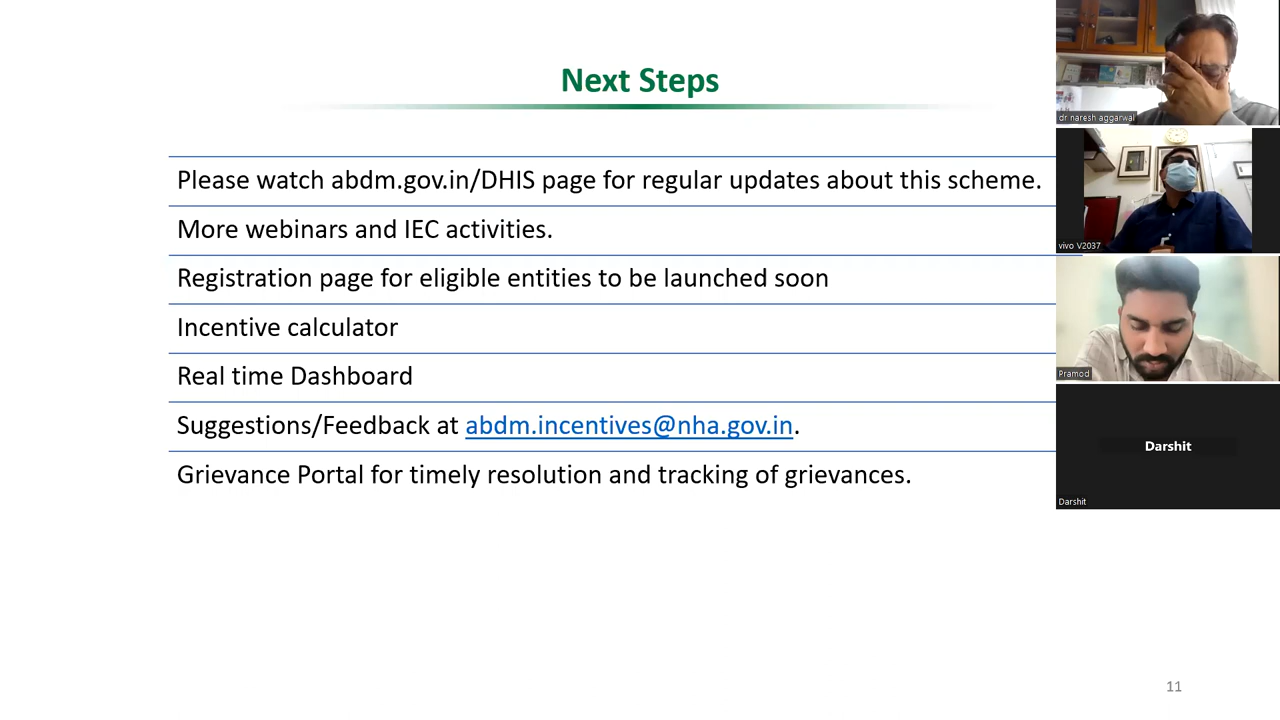 Next Steps
Please watch abdm.gov.in/DHIS page for regular updates about this scheme.
More webinars and IEC activities.
Registration page for eligible entities to be launched soon
Incentive calculator
Real time Dashboard
Suggestions/Feedback at abdm.incentives@nha.gov.in.
Grievance Portal for timely resolution and tracking of grievances.
11
dr naresh aggarwal
vivo V2037
Pramod
Darshit
Darshit